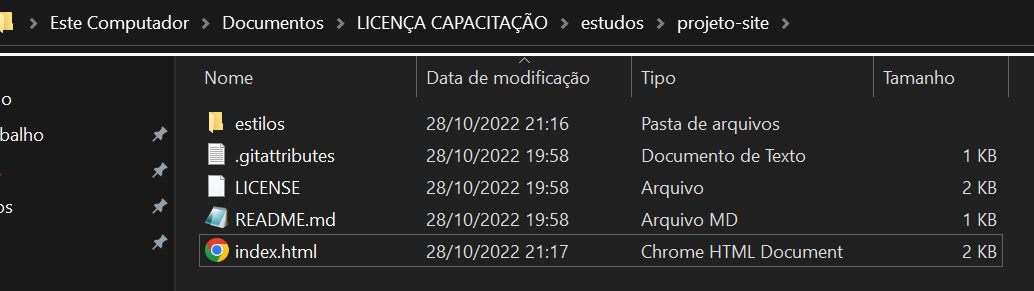 Este Computador > Documentos > LICENÇA CAPACITAÇÃO > estudos > projeto-site >
Nome Data de modificação Tipo Tamanho
estilos 28/10/2022 21:16 Pasta de arquivos
.gitattributes 28/10/2022 19:58 Documento de Texto 1 KB
LICENSE 28/10/2022 19:58 Arquivo 2 KB
README.md 28/10/2022 19:58 Arquivo MD 1 KB
index.html 28/10/2022 21:17 Chrome HTML Document 2 KB
o
balho
os